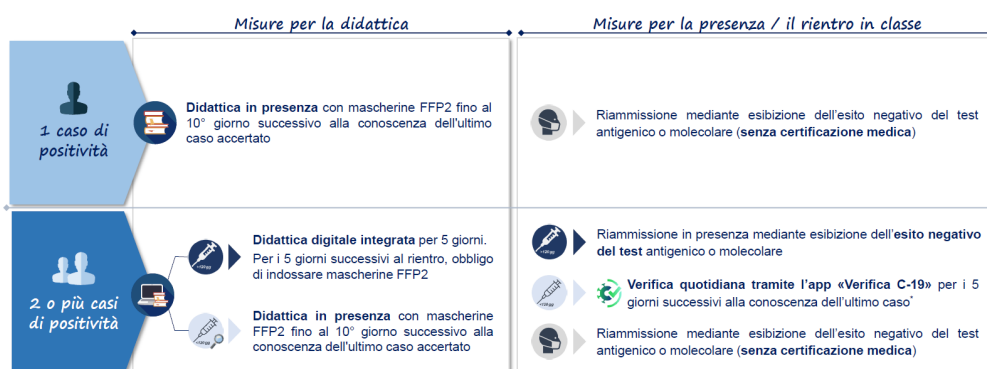 Misure per la didattica
Misure per la presenza / il rientro in classe
1 caso di
positività
Didattica in presenza con mascherine FFP2 fino al
10° giorno successivo alla conoscenza dell'ultimo
caso accertato
Riammissione mediante esibizione dell'esito negativo del test
antigenico o molecolare (senza certificazione medica)
2 o più casi
di positività
Didattica digitale integrata per 5 giorni.
Per i 5 giorni successivi al rientro, obbligo
di indossare mascherine FFP2
Didattica in presenza con mascherine
FFP2 fino al 10° giorno successivo alla
conoscenza dell'ultimo caso accertato
Riammissione in presenza mediante esibizione dell'esito negativo
del test antigenico o molecolare
Verifica quotidiana tramite l'app «Verifica C-19» per i 5
giorni successivi alla conoscenza dell'ultimo caso*
Riammissione mediante esibizione dell'esito negativo del test
antigenico o molecolare (senza certificazione medica)